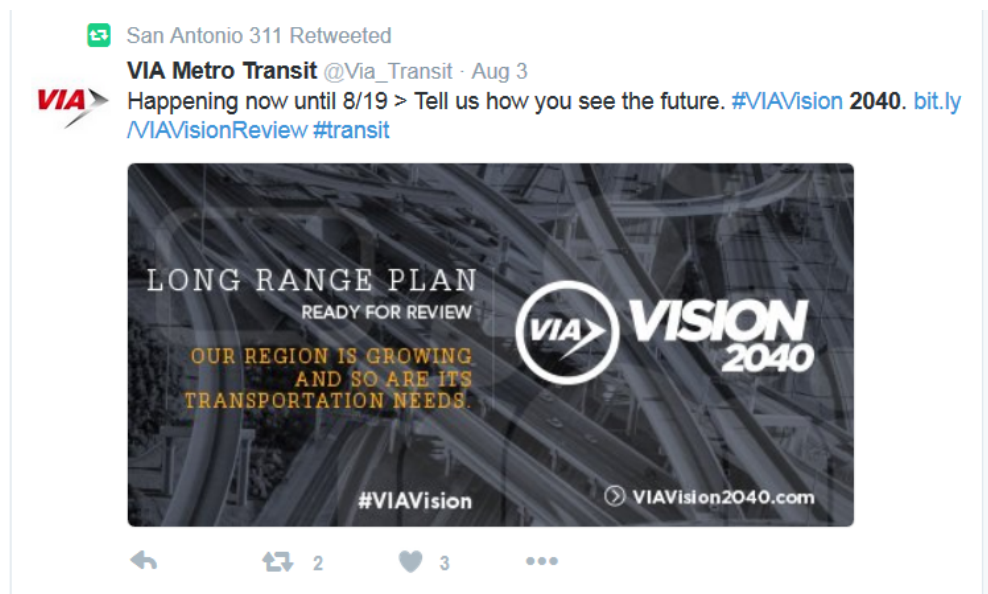 San Antonio 311 Retweeted
VIA Metro Transit @Via_Transit · Aug 3
VIA
Happening now until 8/19 > Tell us how you see the future. #VIAVision 2040. bit.ly
/VIAVisionReview #transit
LONG RANGE PLAN
READY FOR REVIEW
OUR REGION IS GROWING
AND SO ARE ITS
TRANSPORTATION NEEDS.
#VIAVision
VIA
VISION
2040
VIAVision2040.com
2
3